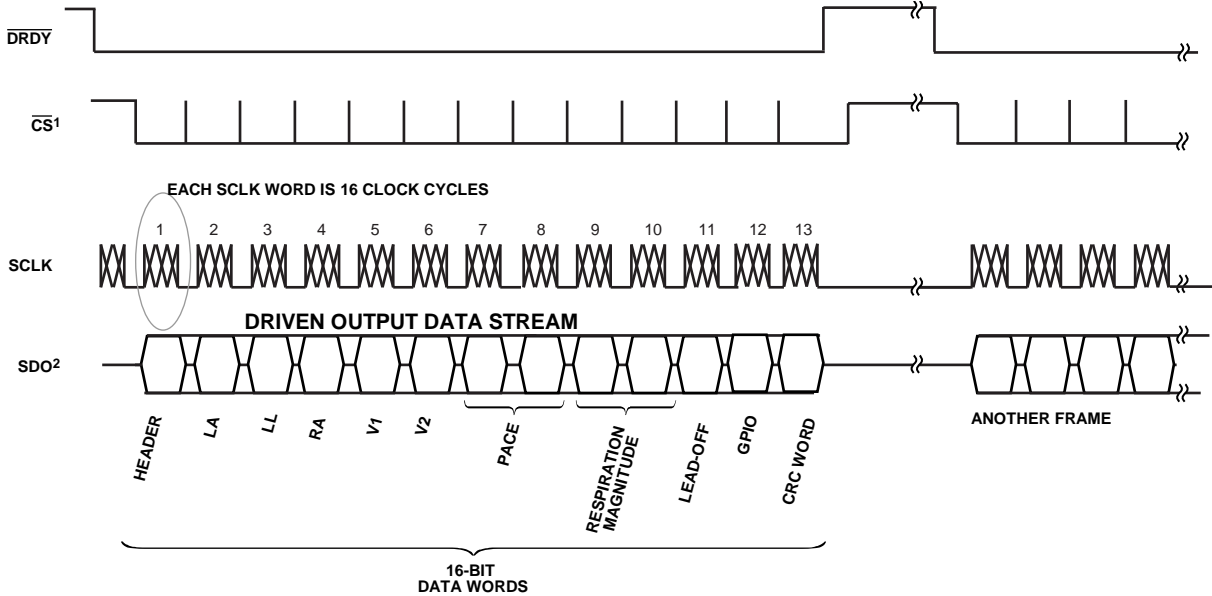 DRDY
CS1
EACH SCLK WORD IS 16 CLOCK CYCLES
1 2 3 4 5 6 7 8 9 10 11 12 13
SCLK
DRIVEN OUTPUT DATA STREAM
SDO2
HEADER
LA
LL
RA
V1
V2
PACE
RESPIRATION
MAGNITUDE
LEAD-OFF
GPIO
CRC WORD
ANOTHER FRAME
16-BIT
DATA WORDS